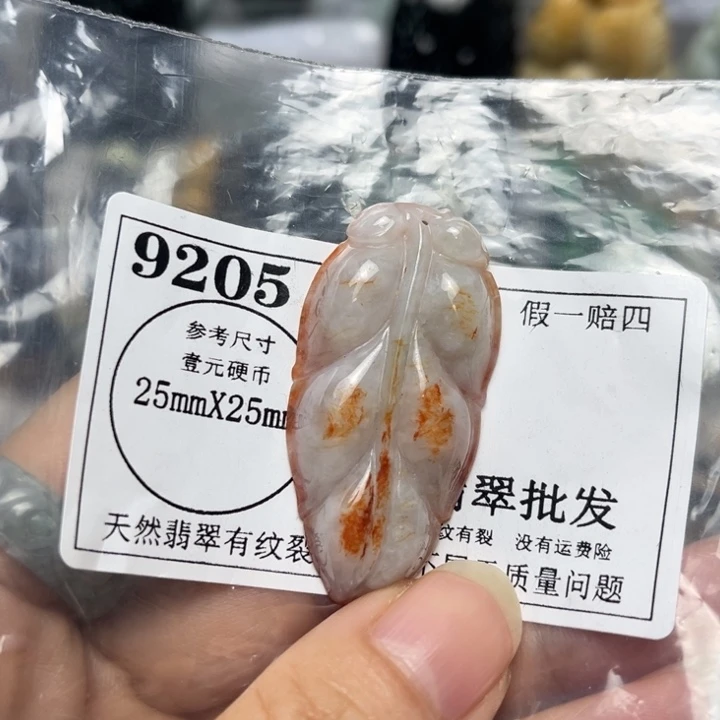 9205
假一赔四
参考尺寸
壹元硬币
25mmX25m
翠批发
纹有裂 没有运费险
天然翡翠有纹裂
质量问题